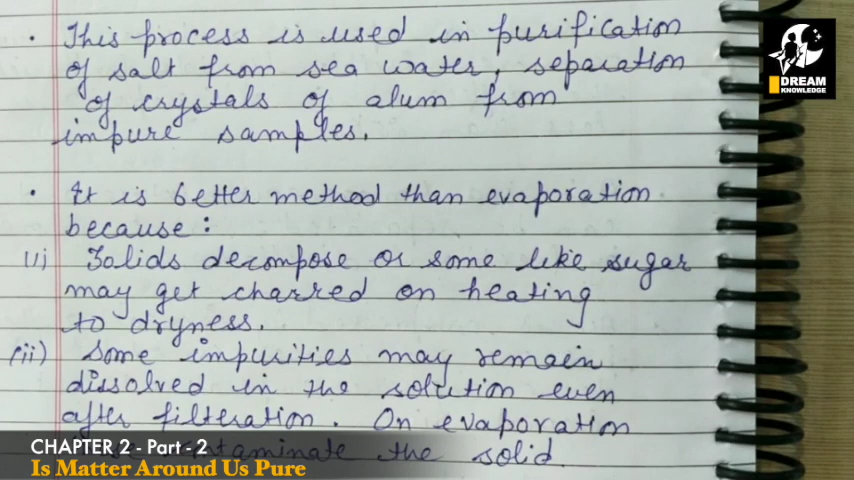 DREAM
KNOWLEDGE
• This process is used in purification
of salt from sea water, separation
of crystals of alum from
impure samples.
• It is better method than evaporation
because :
(i) Solids decompose or some like sugar
may get charred on heating
to dryness.
(ii) Some impurities may remain
dissolved in the solution even
after filteration. On evaporation
contaminate the solid.
CHAPTER 2 - Part - 2
Is Matter Around Us Pure